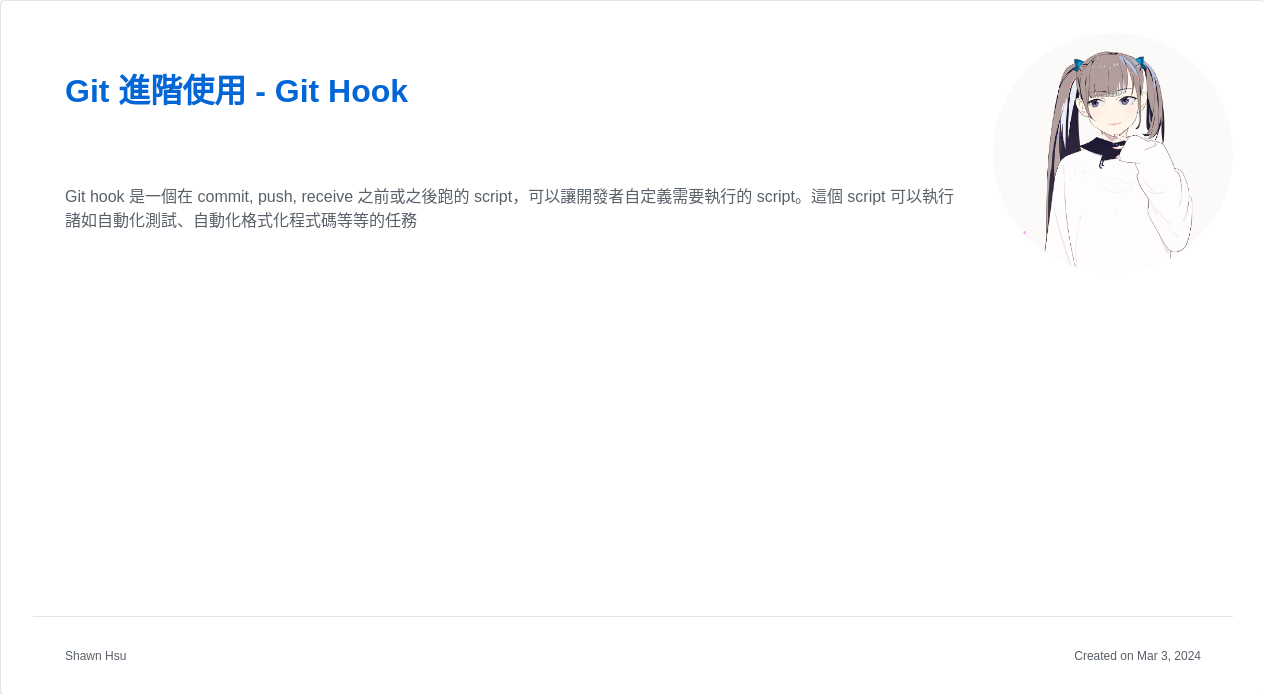 Git 進階使用 - Git Hook
Git hook 是一個在 commit, push, receive 之前或之後跑的 script，可以讓開發者自定義需要執行的 script。這個 script 可以執行
諸如自動化測試、自動化格式化程式碼等等的任務
Shawn Hsu
Created on Mar 3, 2024